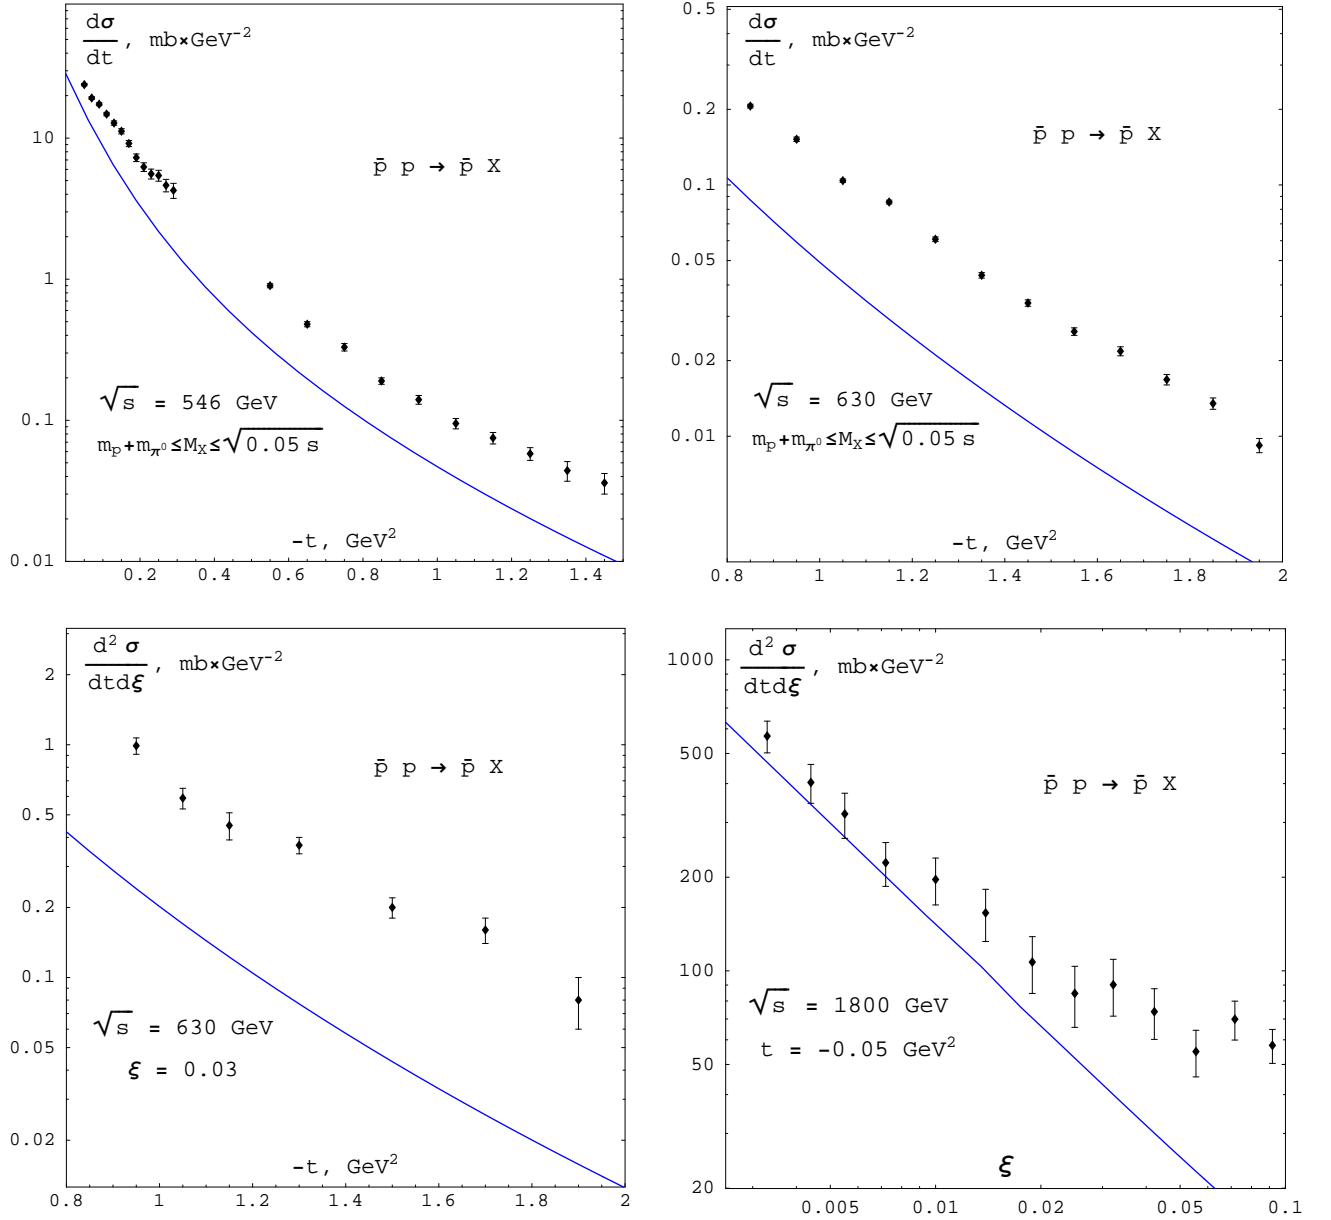 dσ/dt, mb×GeV⁻²
10
1
0.1
0.01
p̄ p → p̄ X
√s = 546 GeV
mₚ+m_π⁰≤M_X≤√0.05 s
-t, GeV²
0.2 0.4 0.6 0.8 1 1.2 1.4
dσ/dt, mb×GeV⁻²
0.5
0.2
0.1
0.05
0.02
0.01
p̄ p → p̄ X
√s = 630 GeV
mₚ+m_π⁰≤M_X≤√0.05 s
-t, GeV²
0.8 1 1.2 1.4 1.6 1.8 2
d² σ/dtdξ, mb×GeV⁻²
2
1
0.5
0.2
0.1
0.05
0.02
p̄ p → p̄ X
√s = 630 GeV
ξ = 0.03
-t, GeV²
0.8 1 1.2 1.4 1.6 1.8 2
d² σ/dtdξ, mb×GeV⁻²
1000
500
200
100
50
20
p̄ p → p̄ X
√s = 1800 GeV
t = -0.05 GeV²
ξ
0.005 0.01 0.02 0.05 0.1